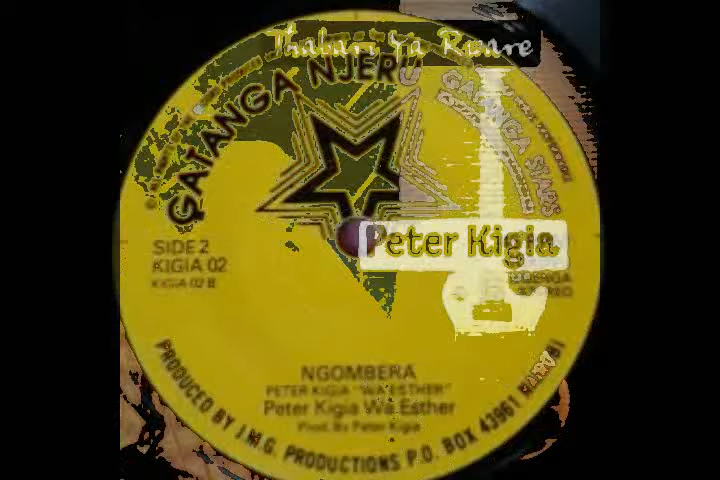 Thabari Ya Rware
GATANGA NJERU
GATANGA STARS
Peter Kigia
SIDE 2
KIGIA 02
KIGIA 02 B
STEREO
NGOMBERA
PETER KIGIA "WA ESTHER"
Peter Kigia Wa Esther
Prod. By Peter Kigia
PRODUCED BY J.M.G. PRODUCTIONS P.O. BOX 43961 NAIROBI